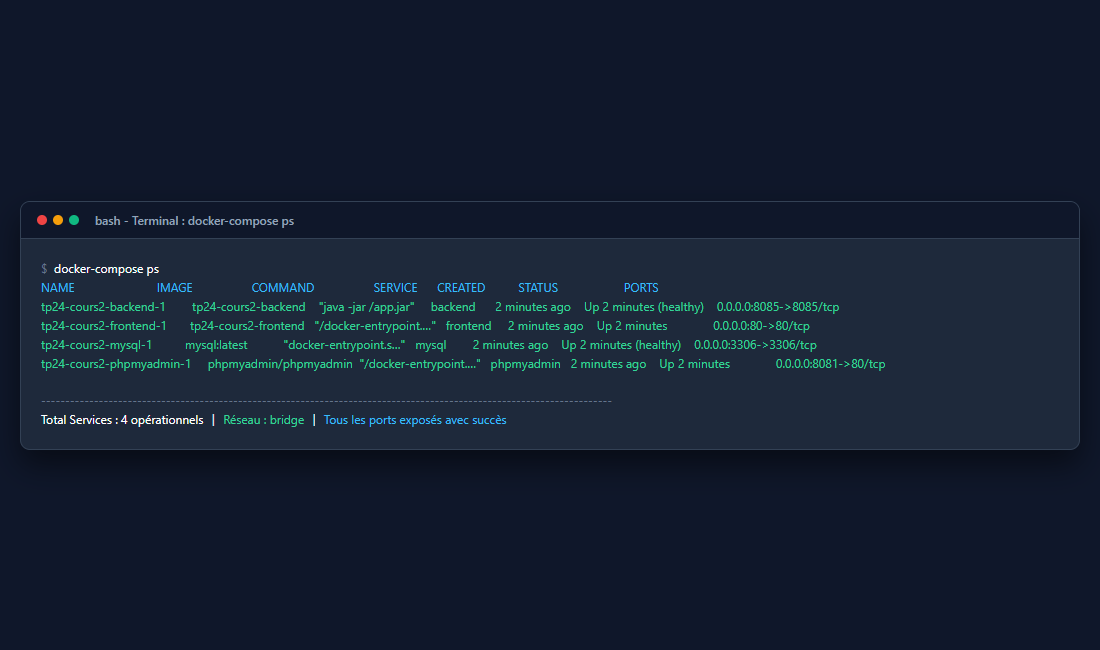 bash - Terminal : docker-compose ps
$ docker-compose ps
NAME IMAGE COMMAND SERVICE CREATED STATUS PORTS
tp24-cours2-backend-1 tp24-cours2-backend "java -jar /app.jar" backend 2 minutes ago Up 2 minutes (healthy) 0.0.0.0:8085->8085/tcp
tp24-cours2-frontend-1 tp24-cours2-frontend "/docker-entrypoint...." frontend 2 minutes ago Up 2 minutes 0.0.0.0:80->80/tcp
tp24-cours2-mysql-1 mysql:latest "docker-entrypoint.s..." mysql 2 minutes ago Up 2 minutes (healthy) 0.0.0.0:3306->3306/tcp
tp24-cours2-phpmyadmin-1 phpmyadmin/phpmyadmin "/docker-entrypoint...." phpmyadmin 2 minutes ago Up 2 minutes 0.0.0.0:8081->80/tcp
---------------------------------------------------------------------------------------------------------------
Total Services : 4 opérationnels | Réseau : bridge | Tous les ports exposés avec succès